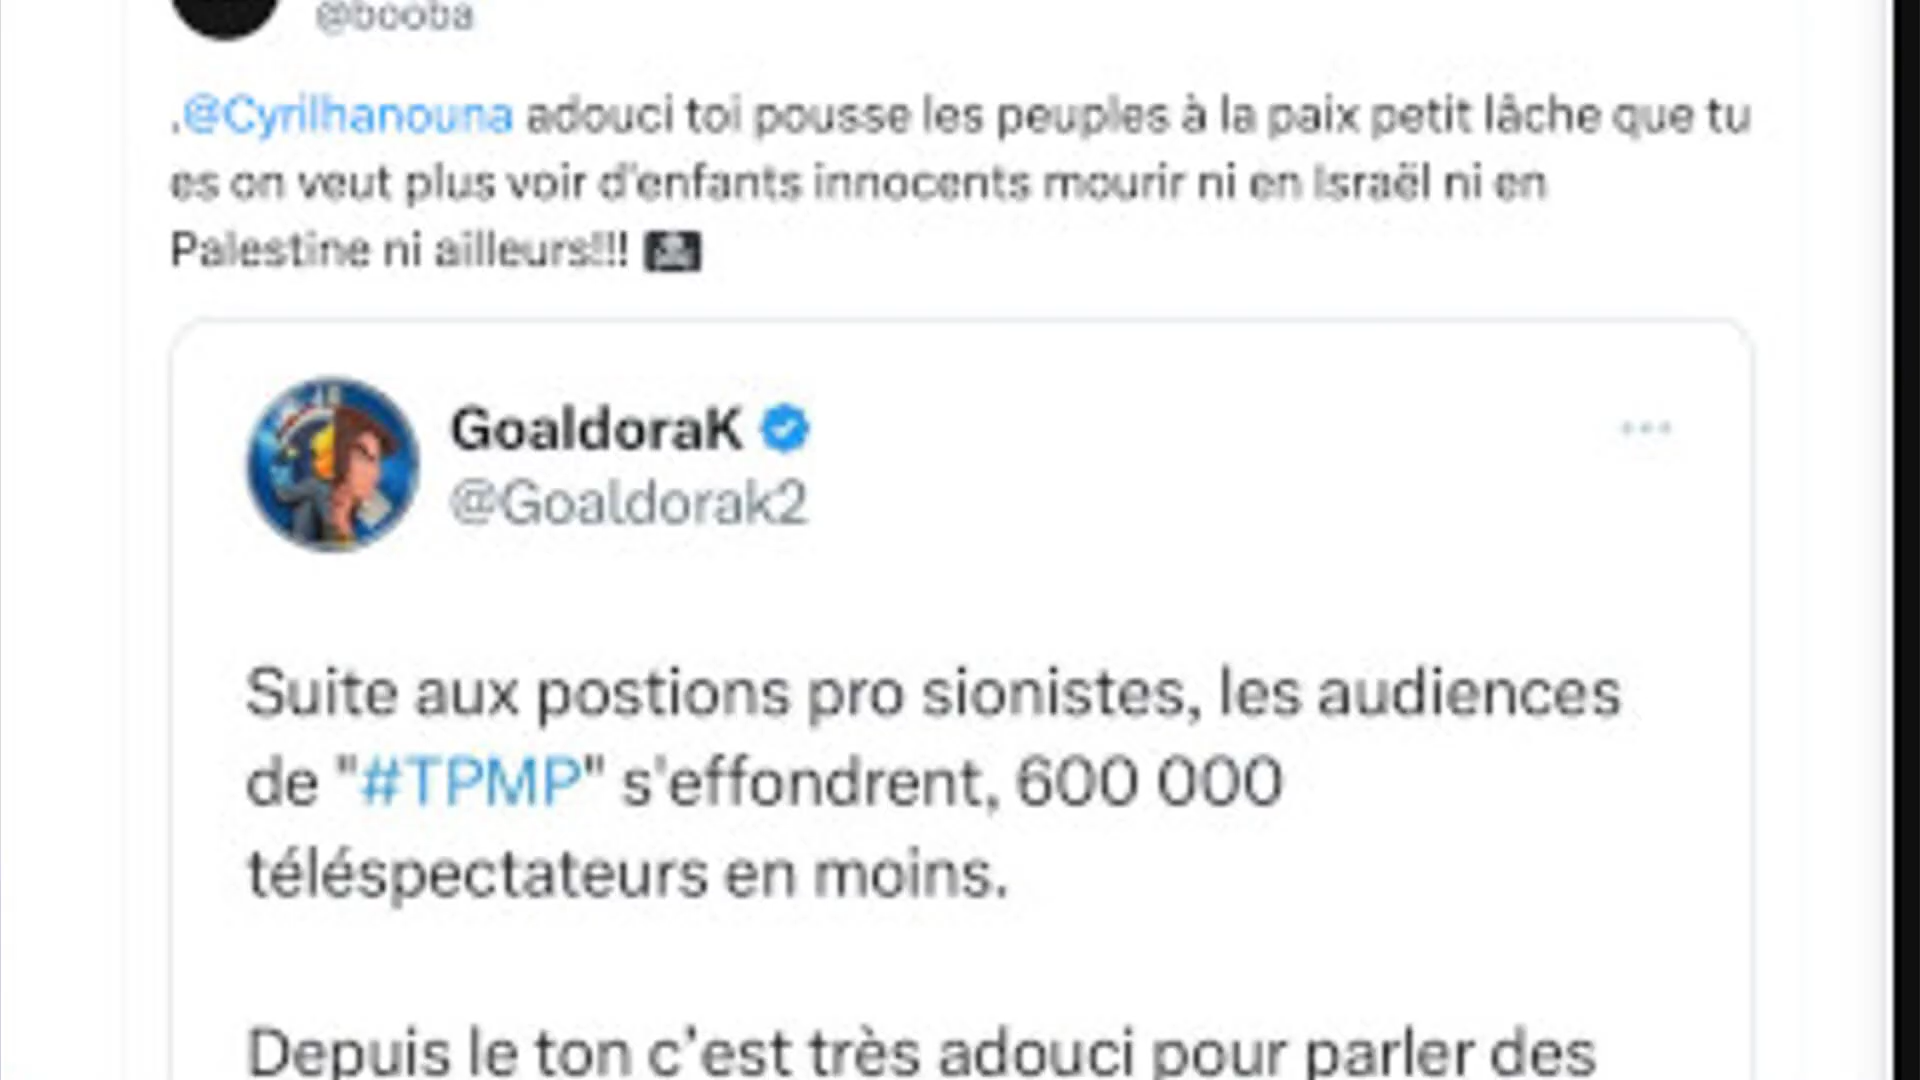 @booba
.@Cyrilhanouna adouci toi pousse les peuples à la paix petit lâche que tu
es on veut plus voir d'enfants innocents mourir ni en Israël ni en
Palestine ni ailleurs!!!
GoaldoraK
@Goaldorak2
Suite aux postions pro sionistes, les audiences
de "#TPMP" s'effondrent, 600 000
téléspectateurs en moins.
Depuis le ton c'est très adouci pour parler des